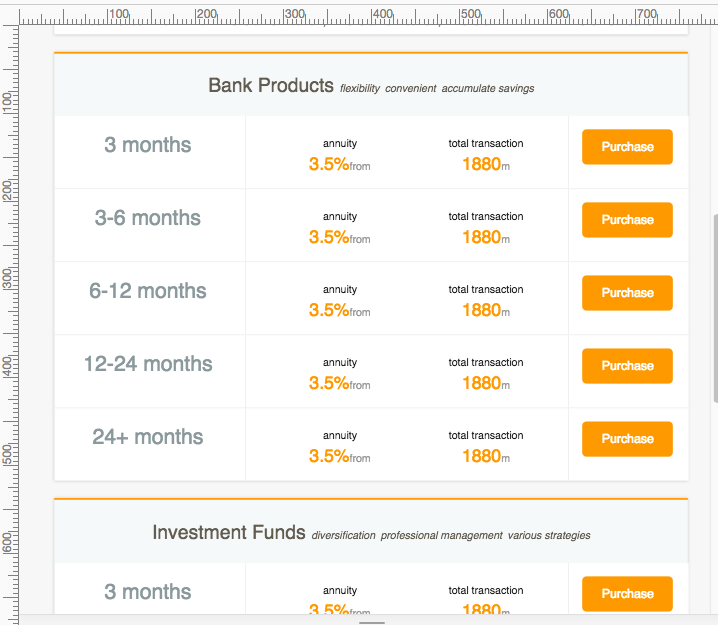 100 200 300 400 500 600 700
100
200
300
400
500
600
Bank Products flexibility convenient accumulate savings
3 months annuity total transaction Purchase
3.5%from 1880m
3-6 months annuity total transaction Purchase
3.5%from 1880m
6-12 months annuity total transaction Purchase
3.5%from 1880m
12-24 months annuity total transaction Purchase
3.5%from 1880m
24+ months annuity total transaction Purchase
3.5%from 1880m
Investment Funds diversification professional management various strategies
3 months annuity total transaction Purchase
3.5%from 1880m